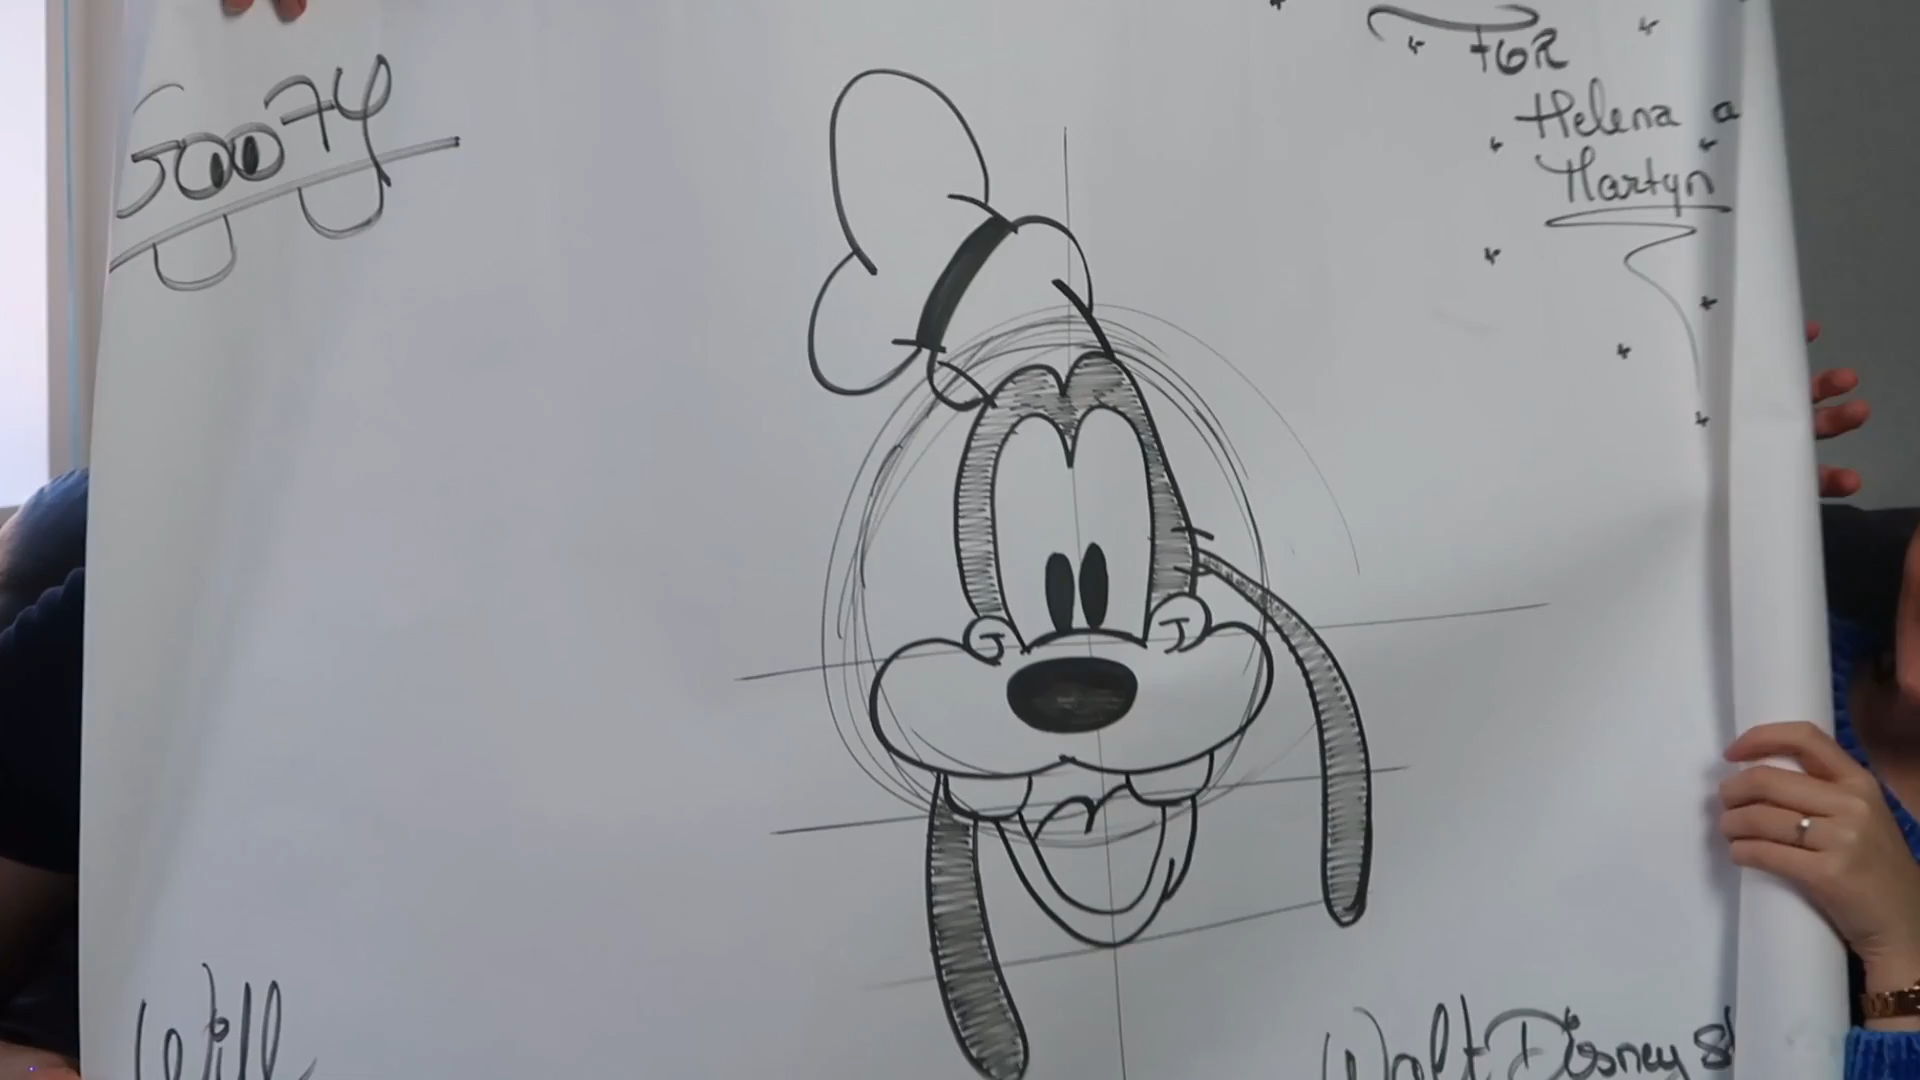 GOOFY
FOR
Helena a
Martyn
Will
Walt Disney S